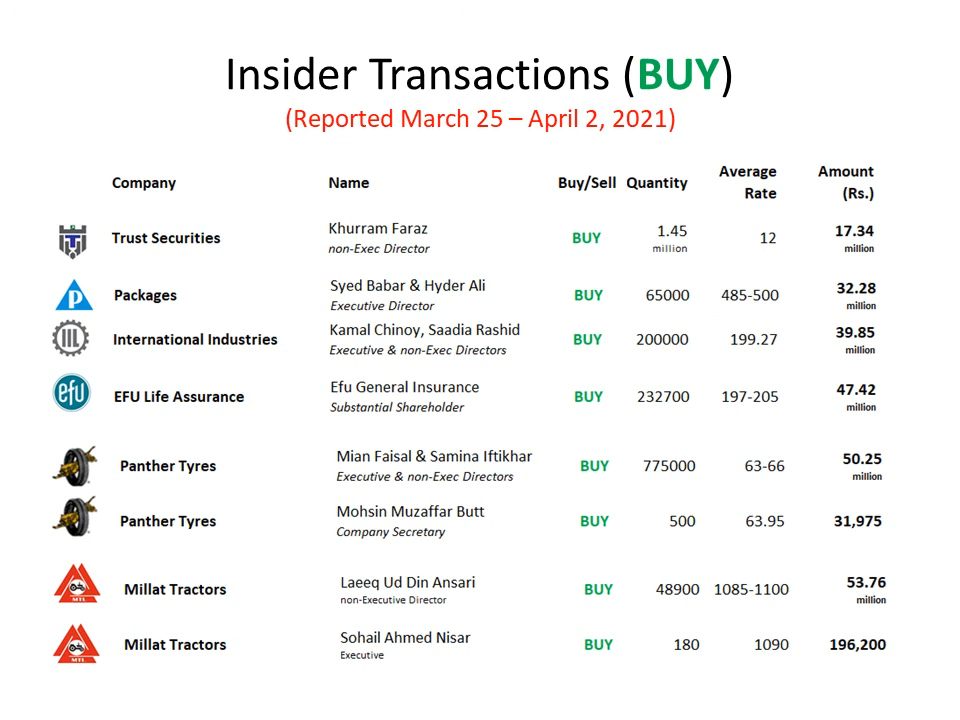 Insider Transactions (BUY)
(Reported March 25 – April 2, 2021)
Company Name Buy/Sell Quantity Average Rate Amount (Rs.)
Trust Securities Khurram Faraz non-Exec Director BUY 1.45 million 12 17.34 million
P Packages Syed Babar & Hyder Ali Executive Director BUY 65000 485-500 32.28 million
IIL International Industries Kamal Chinoy, Saadia Rashid Executive & non-Exec Directors BUY 200000 199.27 39.85 million
efu EFU Life Assurance Efu General Insurance Substantial Shareholder BUY 232700 197-205 47.42 million
Panther Tyres Mian Faisal & Samina Iftikhar Executive & non-Exec Directors BUY 775000 63-66 50.25 million
Panther Tyres Mohsin Muzaffar Butt Company Secretary BUY 500 63.95 31,975
MTL Millat Tractors Laeeq Ud Din Ansari non-Executive Director BUY 48900 1085-1100 53.76 million
MTL Millat Tractors Sohail Ahmed Nisar Executive BUY 180 1090 196,200